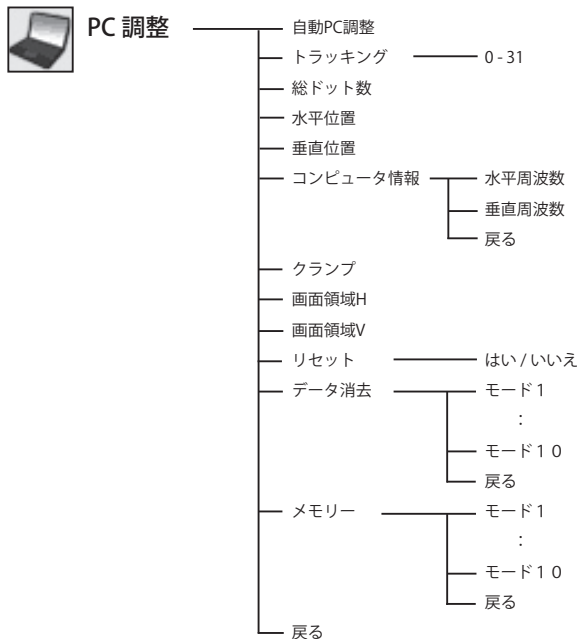 PC 調整
自動PC調整
トラッキング 0 - 31
総ドット数
水平位置
垂直位置
コンピュータ情報 水平周波数
垂直周波数
戻る
クランプ
画面領域H
画面領域V
リセット はい / いいえ
データ消去 モード1
:
モード1 0
戻る
メモリー モード1
:
モード1 0
戻る
戻る